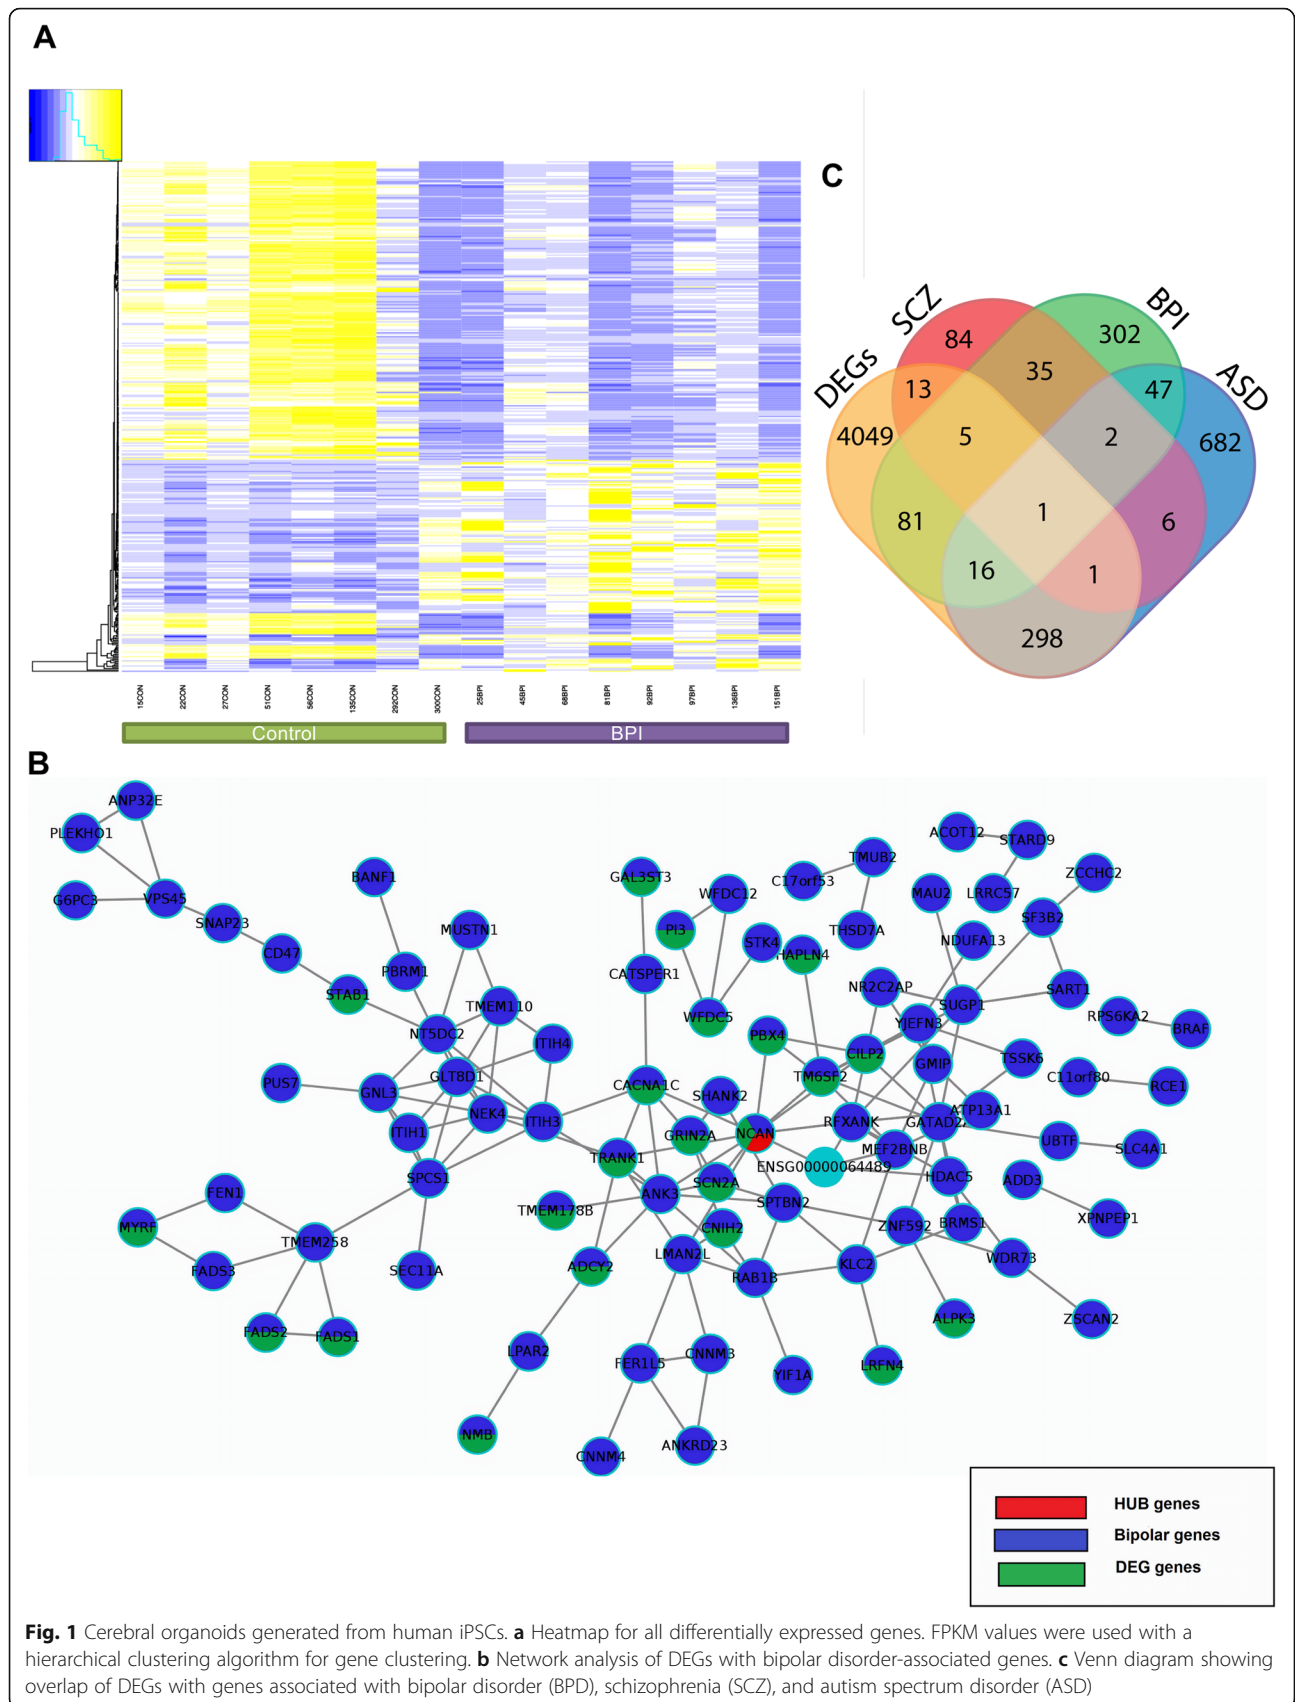 A
C
SCZ
BPI
DEGs
ASD
84
302
13
35
47
4049
5
2
682
81
1
6
16
1
298
15CON
22CON
27CON
51CON
56CON
135CON
292CON
300CON
25BPI
45BPI
68BPI
81BPI
92BPI
97BPI
136BPI
151BPI
Control
BPI
B
ANP32E
PLEKHO1
G6PC3
VPS45
SNAP23
CD47
STAB1
BANF1
PBRM1
MUSTN1
TMEM110
NT5DC2
ITIH4
GLT8D1
PUS7
GNL3
NEK4
ITIH1
ITIH3
SPCS1
FEN1
MYRF
TMEM258
FADS3
SEC11A
FADS2
FADS1
GAL3ST3
WFDC12
PI3
STK4
CATSPER1
WFDC5
HAPLN4
C17orf53
TMUB2
THSD7A
ACOT12
STARD9
LRRC57
MAU2
ZCCHC2
SF3B2
NDUFA13
NR2C2AP
SUGP1
SART1
YJEFN3
RPS6KA2
BRAF
PBX4
CILP2
GMIP
TSSK6
C11orf80
RCE1
TM6SF2
CACNA1C
SHANK2
GRIN2A
NCAN
RFXANK
GATAD2A
ATP13A1
UBTF
SLC4A1
MEF2BNB
ENSG00000064489
TRANK1
SCN2A
HDAC5
ADD3
ANK3
SPTBN2
TMEM178B
CNIH2
ZNF592
BRMS1
XPNPEP1
LMAN2L
WDR73
ADCY2
RAB1B
KLC2
LPAR2
FER1L5
CNNM3
YIF1A
LRFN4
ALPK3
ZSCAN2
NMB
CNNM4
ANKRD23
HUB genes
Bipolar genes
DEG genes
Fig. 1 Cerebral organoids generated from human iPSCs. a Heatmap for all differentially expressed genes. FPKM values were used with a
hierarchical clustering algorithm for gene clustering. b Network analysis of DEGs with bipolar disorder-associated genes. c Venn diagram showing
overlap of DEGs with genes associated with bipolar disorder (BPD), schizophrenia (SCZ), and autism spectrum disorder (ASD)